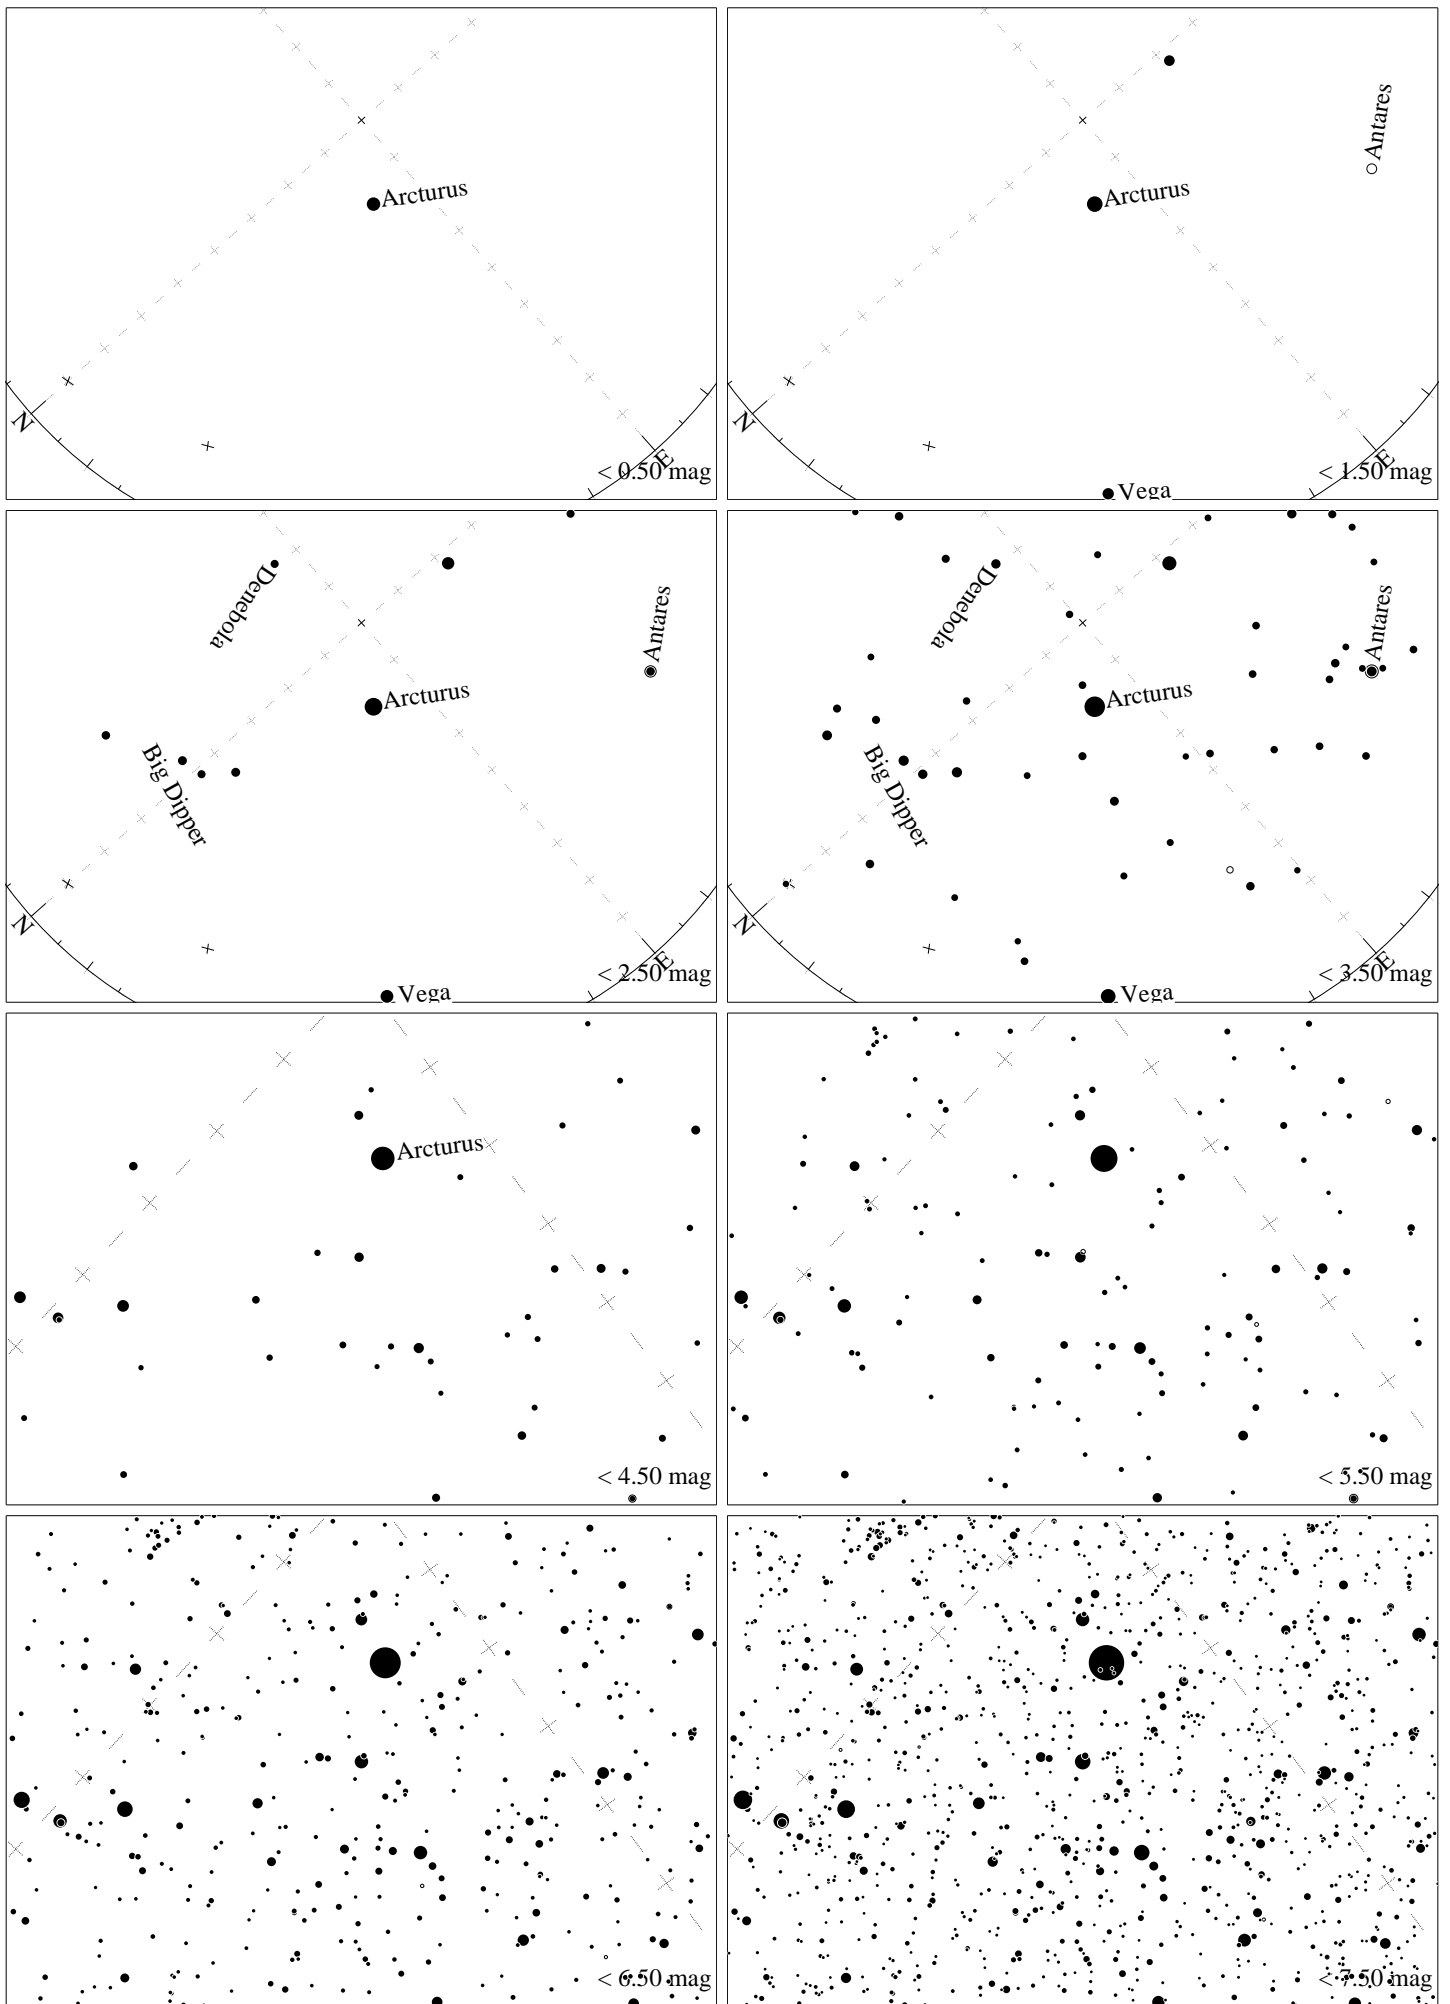 Arcturus
N
E
< 0.50 mag
Antares
Arcturus
N
E
< 1.50 mag
Vega
Denebola
Antares
Arcturus
Big Dipper
N
E
< 2.50 mag
Vega
Denebola
Antares
Arcturus
Big Dipper
N
E
< 3.50 mag
Vega
Arcturus
< 4.50 mag
< 5.50 mag
< 6.50 mag
< 7.50 mag